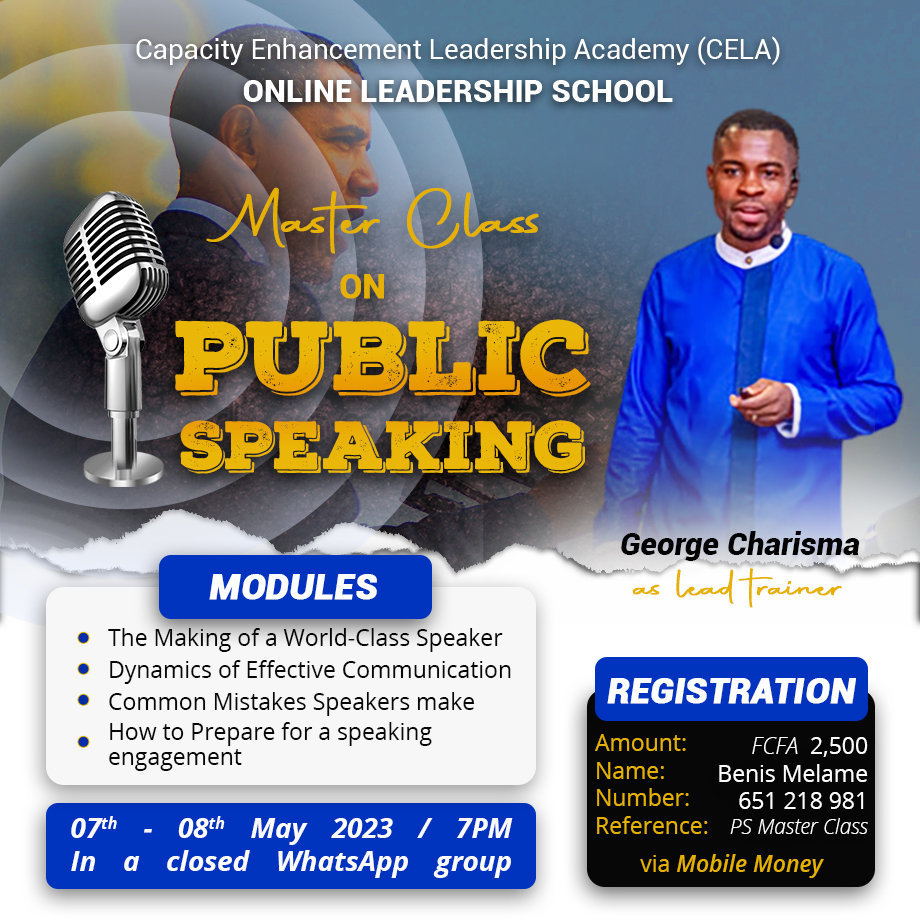 Capacity Enhancement Leadership Academy (CELA)
ONLINE LEADERSHIP SCHOOL
Master Class
ON
PUBLIC
SPEAKING
George Charisma
as lead trainer
MODULES
The Making of a World-Class Speaker
Dynamics of Effective Communication
Common Mistakes Speakers make
How to Prepare for a speaking
engagement
07th - 08th May 2023 / 7PM
In a closed WhatsApp group
REGISTRATION
Amount: FCFA 2,500
Name: Benis Melame
Number: 651 218 981
Reference: PS Master Class
via Mobile Money